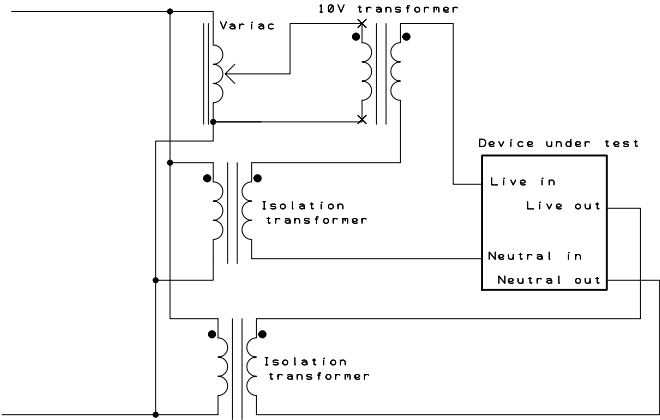 10V transformer
Variac
Device under test
Live in
Live out
Isolation
transformer
Neutral in
Neutral out
Isolation
transformer